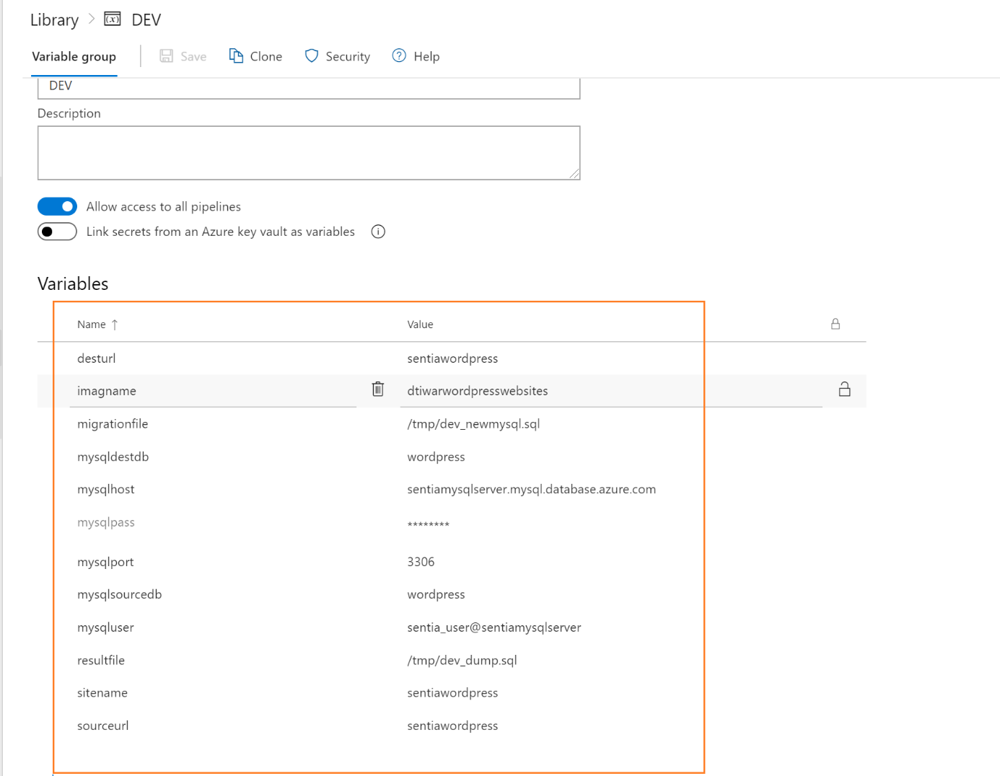 Library > (x) DEV
Variable group Save Clone Security Help
DEV
Description
Allow access to all pipelines
Link secrets from an Azure key vault as variables
Variables
Name ↑ Value
desturl sentiawordpress
imagname dtiwarwordpresswebsites
migrationfile /tmp/dev_newmysql.sql
mysqldestdb wordpress
mysqlhost sentiamysqlserver.mysql.database.azure.com
mysqlpass ********
mysqlport 3306
mysqlsourcedb wordpress
mysqluser sentia_user@sentiamysqlserver
resultfile /tmp/dev_dump.sql
sitename sentiawordpress
sourceurl sentiawordpress